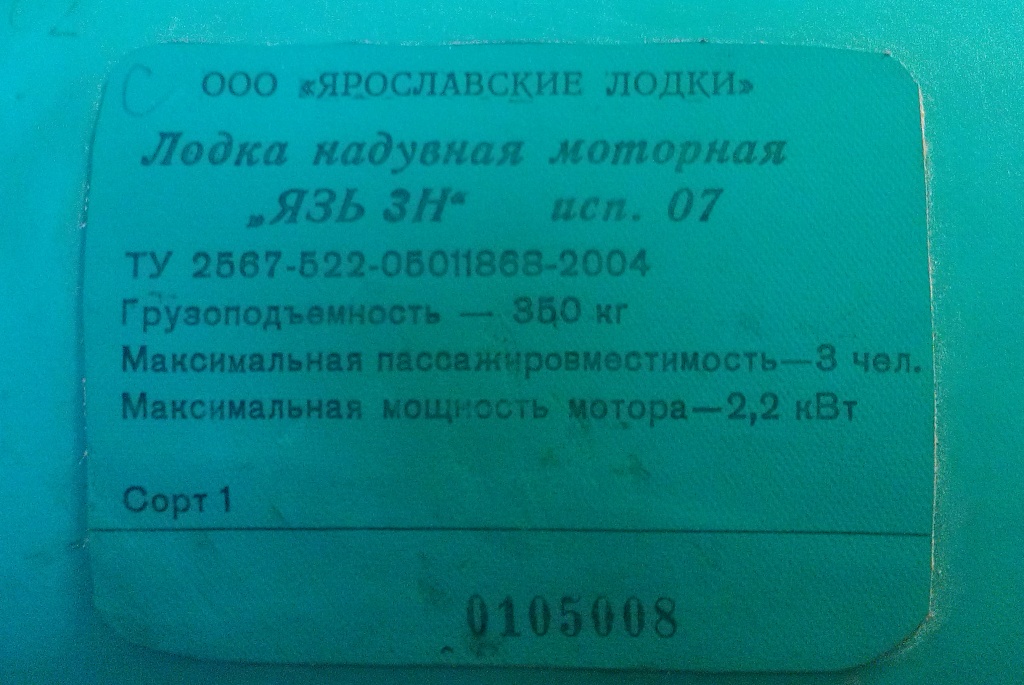 ООО «ЯРОСЛАВСКИЕ ЛОДКИ»
Лодка надувная моторная
„ЯЗЬ 3Н“ исп. 07
ТУ 2567-522-05011868-2004
Грузоподъемность — 350 кг
Максимальная пассажировместимость—3 чел.
Максимальная мощность мотора—2,2 кВт
Сорт 1
0105008